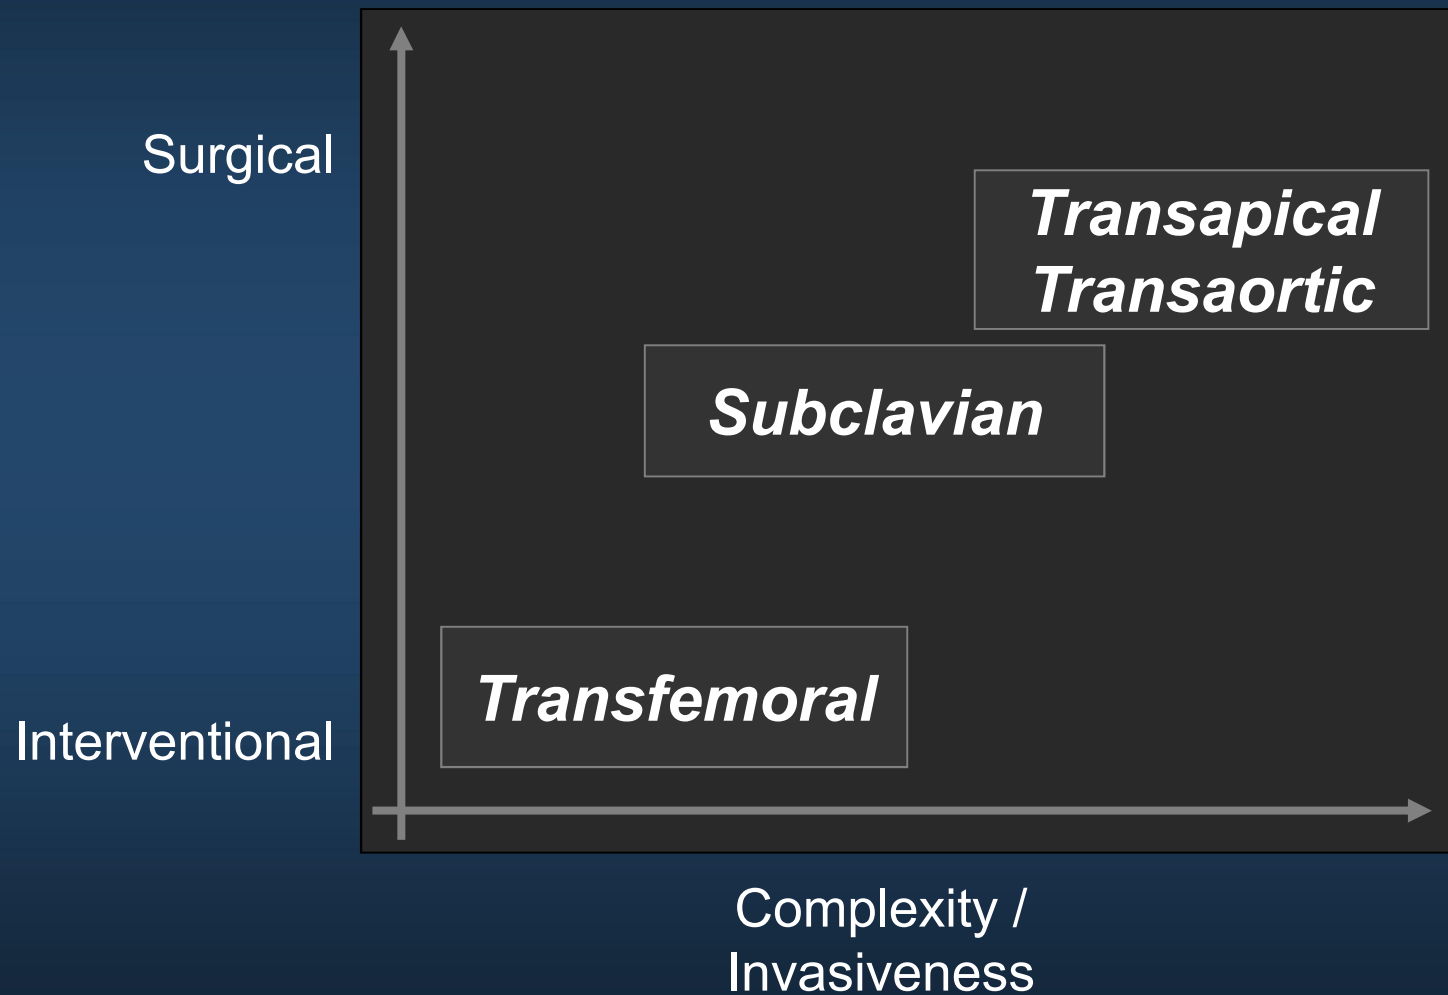 Surgical
Transapical
Transaortic
Subclavian
Transfemoral
Interventional
Complexity /
Invasiveness